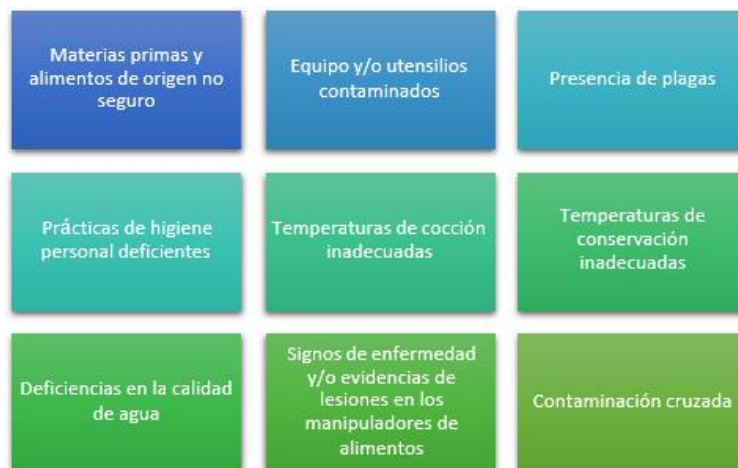 Materias primas y
alimentos de origen no
seguro
Equipo y/o utensilios
contaminados
Presencia de plagas
Prácticas de higiene
personal deficientes
Temperaturas de cocción
inadecuadas
Temperaturas de
conservación
inadecuadas
Deficiencias en la calidad
de agua
Signos de enfermedad
y/o evidencias de
lesiones en los
manipuladores de
alimentos
Contaminación cruzada